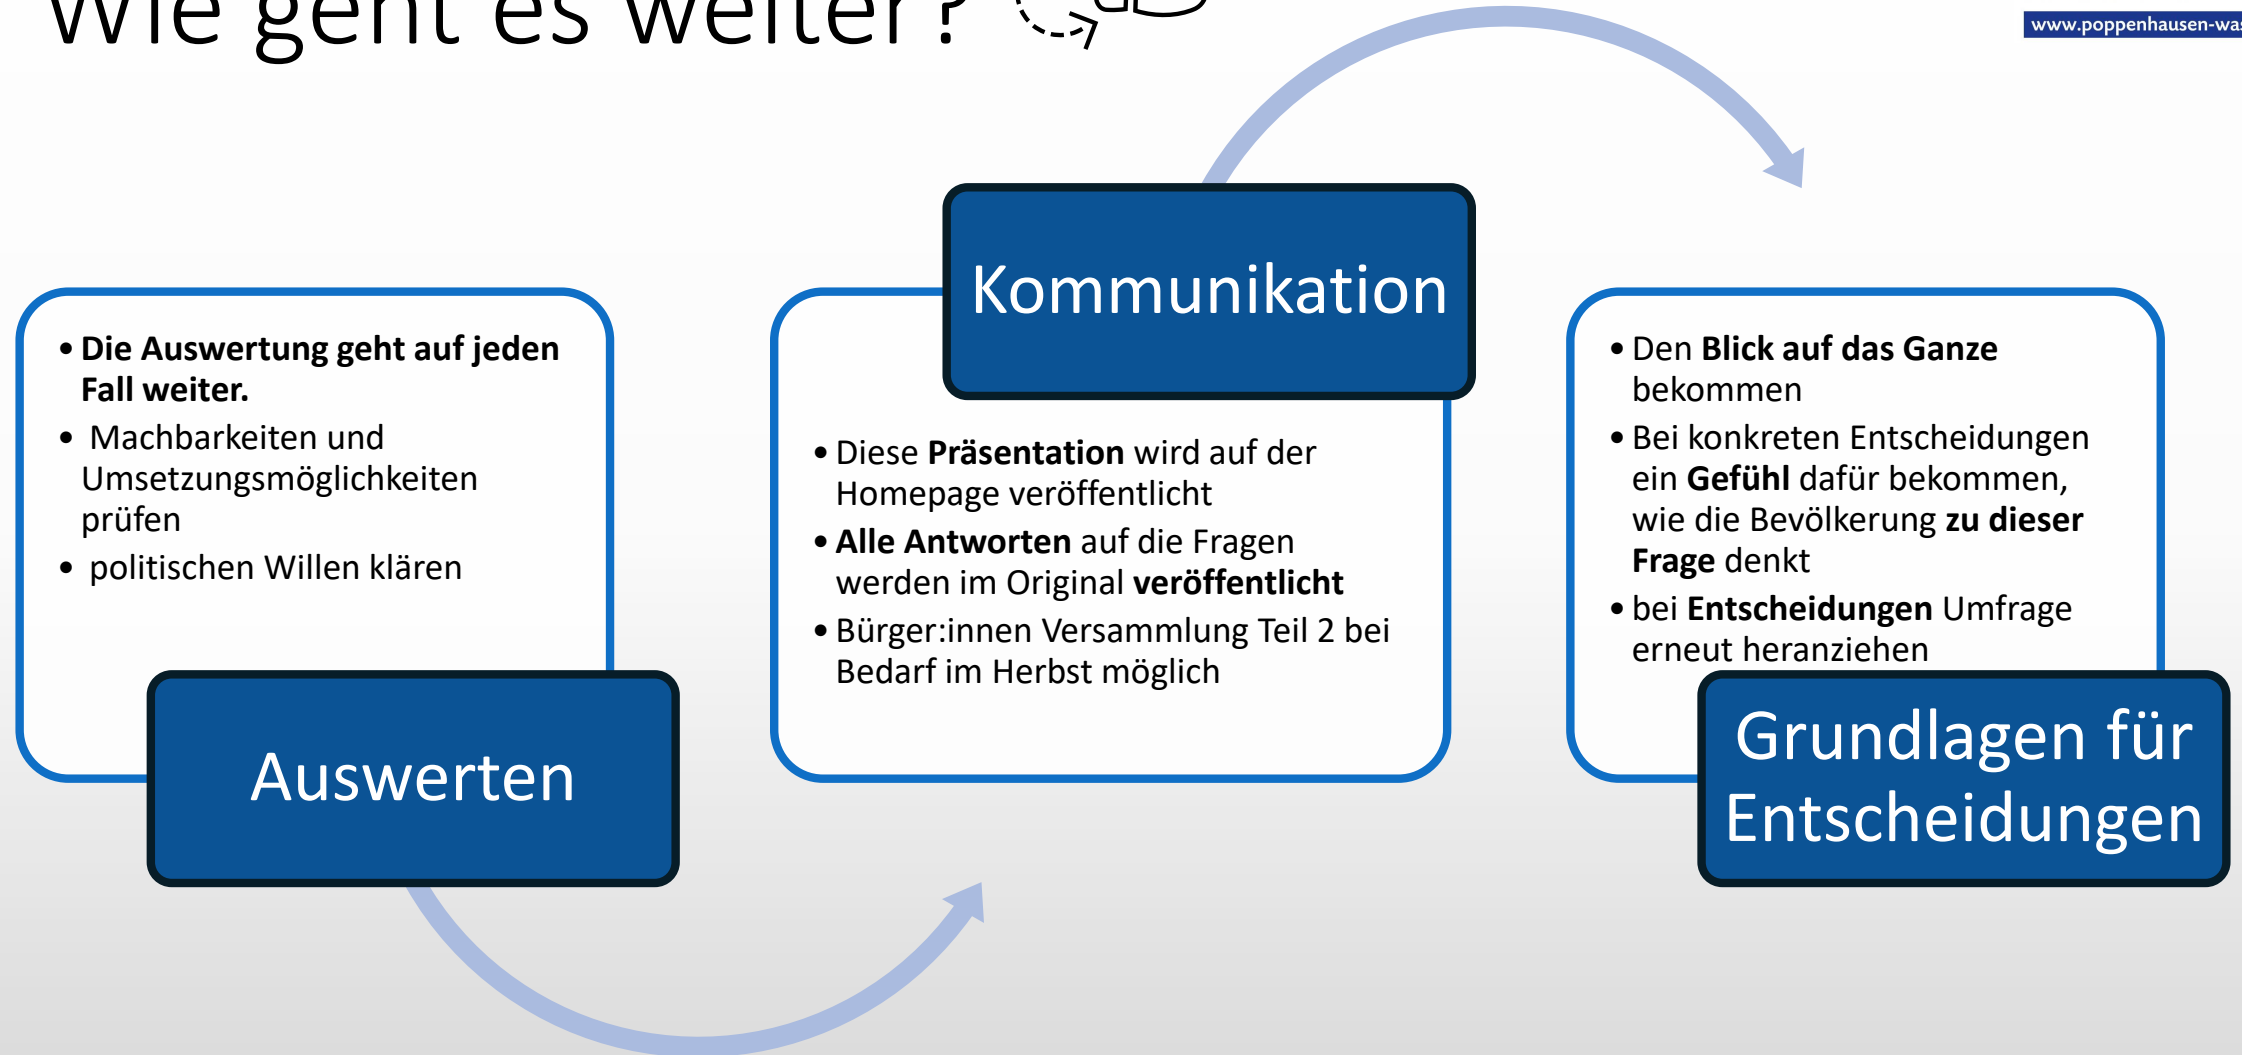 Wie geht es weiter?
www.poppenhausen-was
• Die Auswertung geht auf jeden
Fall weiter.
• Machbarkeiten und
Umsetzungsmöglichkeiten
prüfen
• politischen Willen klären
Auswerten
Kommunikation
• Diese Präsentation wird auf der
Homepage veröffentlicht
• Alle Antworten auf die Fragen
werden im Original veröffentlicht
• Bürger:innen Versammlung Teil 2 bei
Bedarf im Herbst möglich
• Den Blick auf das Ganze
bekommen
• Bei konkreten Entscheidungen
ein Gefühl dafür bekommen,
wie die Bevölkerung zu dieser
Frage denkt
• bei Entscheidungen Umfrage
erneut heranziehen
Grundlagen für
Entscheidungen